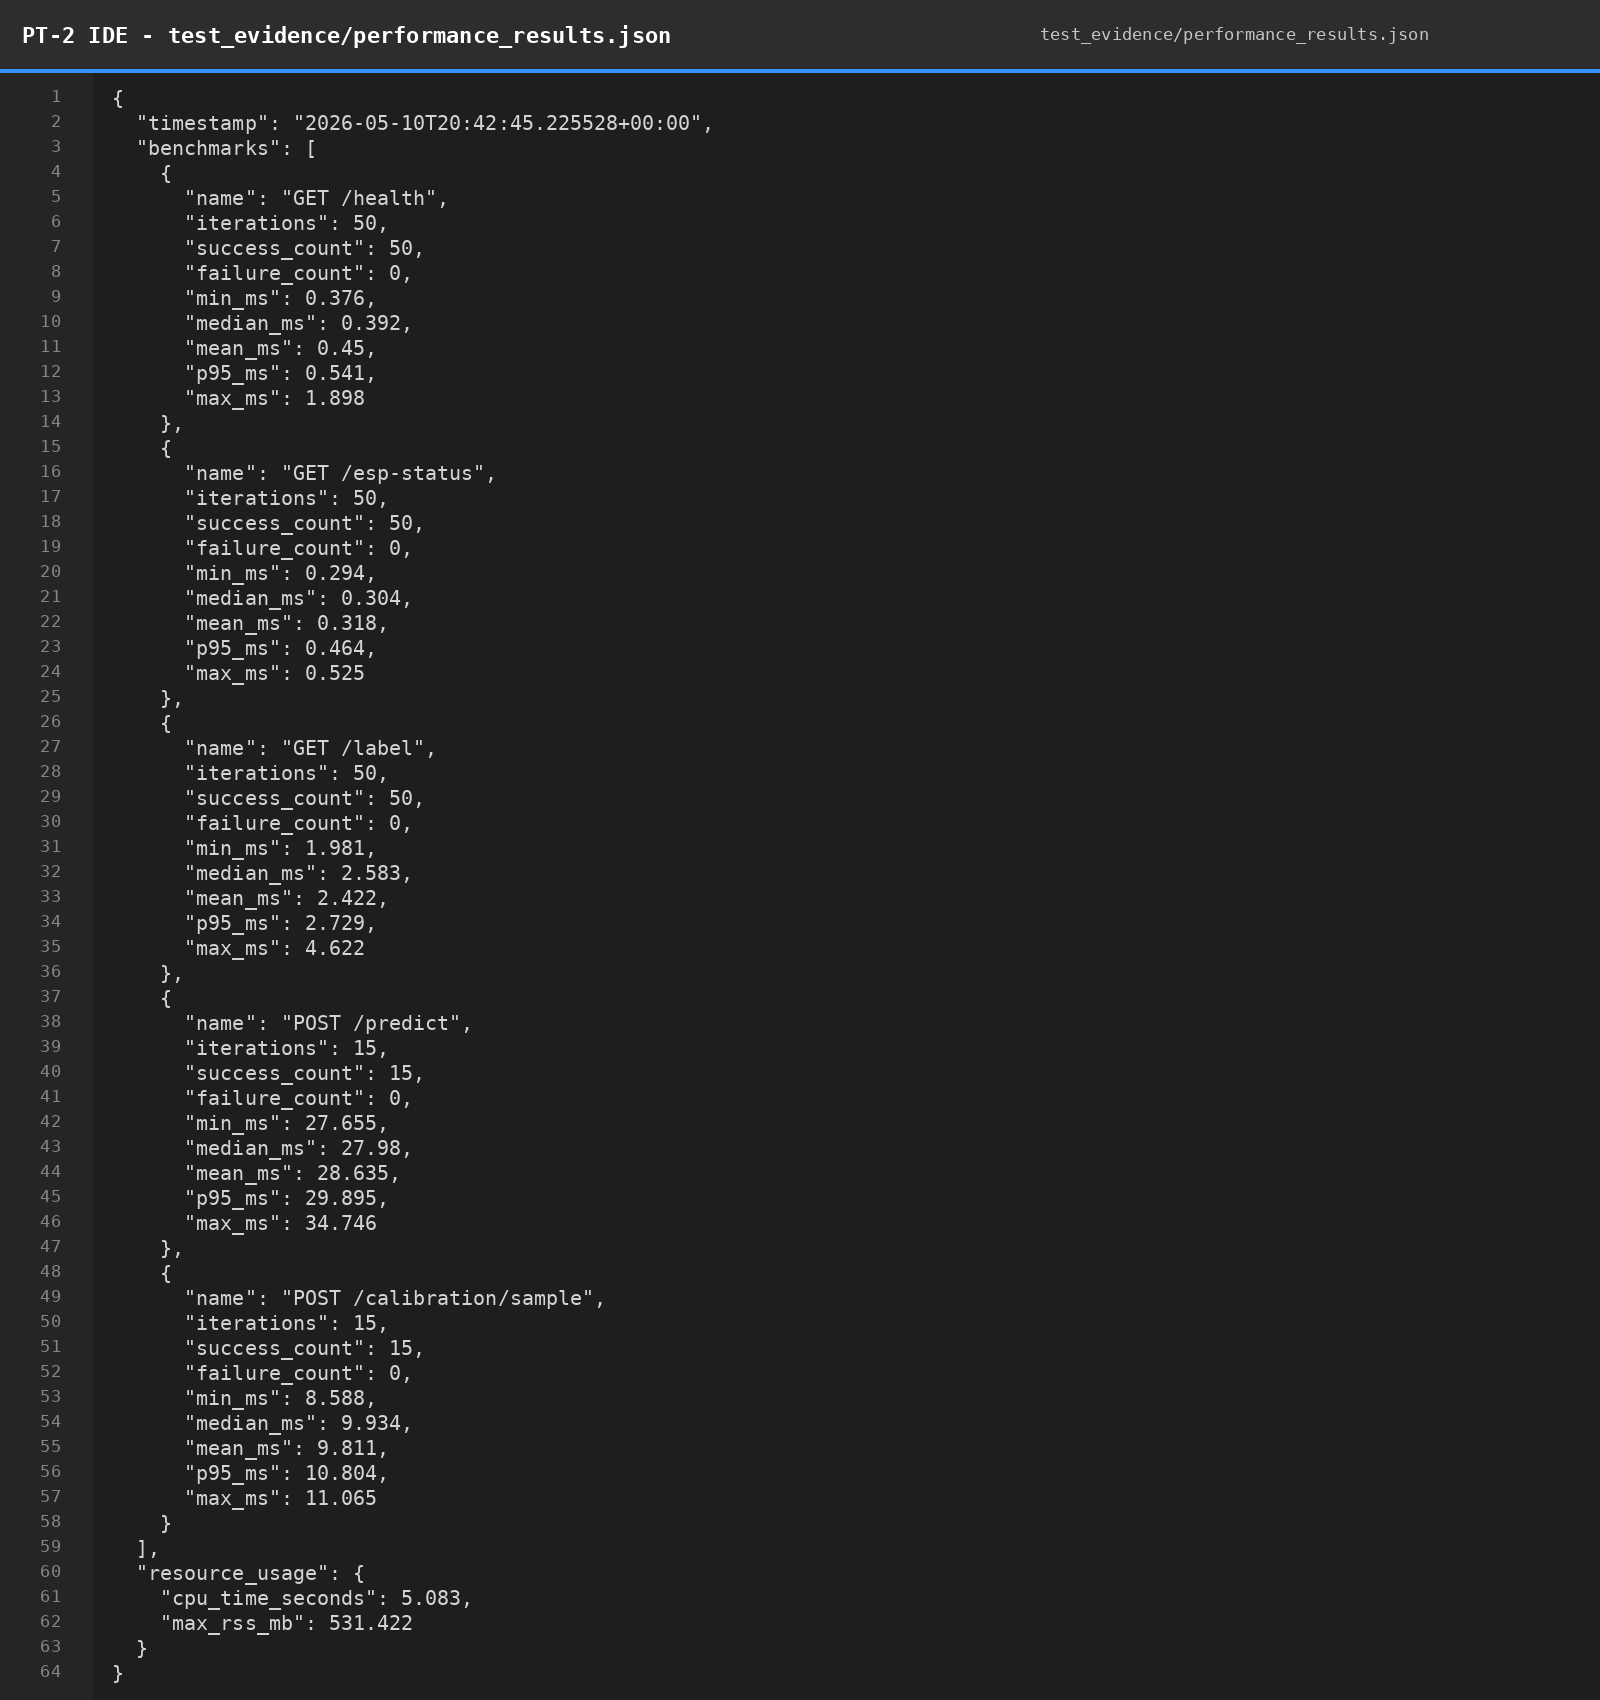 PT-2 IDE - test_evidence/performance_results.json
test_evidence/performance_results.json
1 {
2 "timestamp": "2026-05-10T20:42:45.225528+00:00",
3 "benchmarks": [
4 {
5 "name": "GET /health",
6 "iterations": 50,
7 "success_count": 50,
8 "failure_count": 0,
9 "min_ms": 0.376,
10 "median_ms": 0.392,
11 "mean_ms": 0.45,
12 "p95_ms": 0.541,
13 "max_ms": 1.898
14 },
15 {
16 "name": "GET /esp-status",
17 "iterations": 50,
18 "success_count": 50,
19 "failure_count": 0,
20 "min_ms": 0.294,
21 "median_ms": 0.304,
22 "mean_ms": 0.318,
23 "p95_ms": 0.464,
24 "max_ms": 0.525
25 },
26 {
27 "name": "GET /label",
28 "iterations": 50,
29 "success_count": 50,
30 "failure_count": 0,
31 "min_ms": 1.981,
32 "median_ms": 2.583,
33 "mean_ms": 2.422,
34 "p95_ms": 2.729,
35 "max_ms": 4.622
36 },
37 {
38 "name": "POST /predict",
39 "iterations": 15,
40 "success_count": 15,
41 "failure_count": 0,
42 "min_ms": 27.655,
43 "median_ms": 27.98,
44 "mean_ms": 28.635,
45 "p95_ms": 29.895,
46 "max_ms": 34.746
47 },
48 {
49 "name": "POST /calibration/sample",
50 "iterations": 15,
51 "success_count": 15,
52 "failure_count": 0,
53 "min_ms": 8.588,
54 "median_ms": 9.934,
55 "mean_ms": 9.811,
56 "p95_ms": 10.804,
57 "max_ms": 11.065
58 }
59 ],
60 "resource_usage": {
61 "cpu_time_seconds": 5.083,
62 "max_rss_mb": 531.422
63 }
64 }